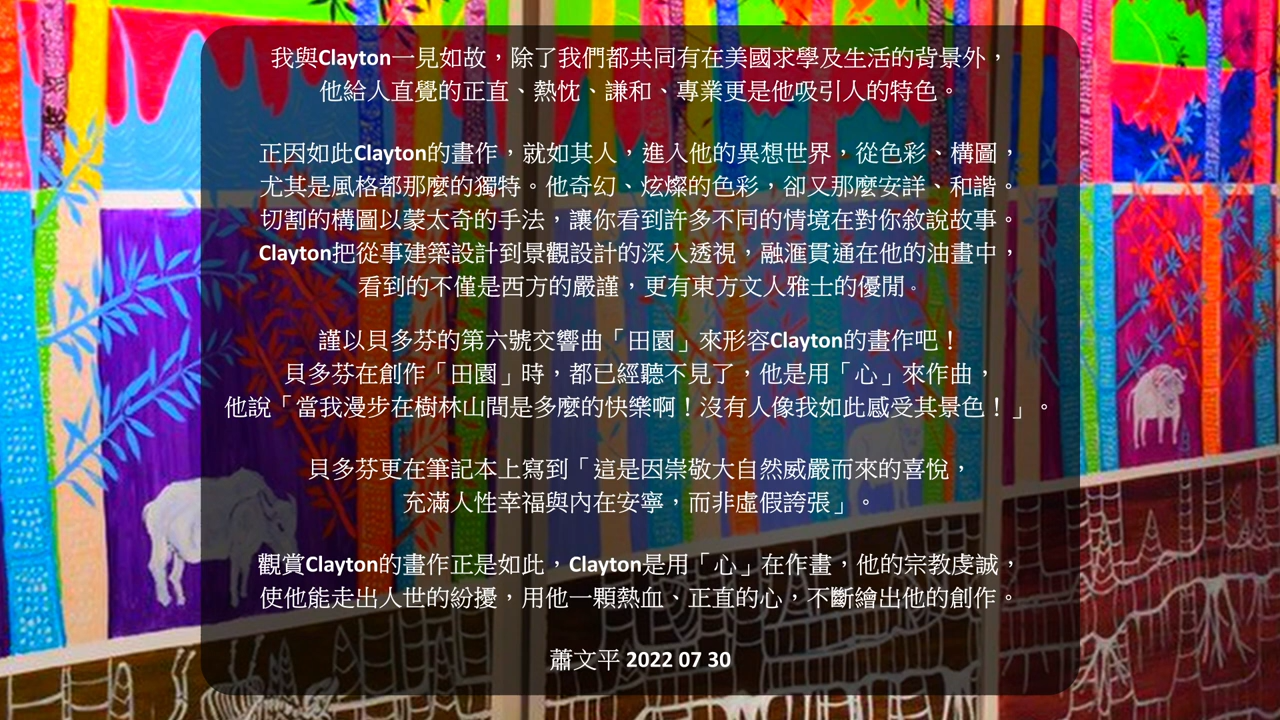 我與Clayton一見如故，除了我們都共同有在美國求學及生活的背景外，
他給人直覺的正直、熱忱、謙和、專業更是他吸引人的特色。
正因如此Clayton的畫作，就如其人，進入他的異想世界，從色彩、構圖，
尤其是風格都那麼的獨特。他奇幻、炫燦的色彩，卻又那麼安詳、和諧。
切割的構圖以蒙太奇的手法，讓你看到許多不同的情境在對你敘說故事。
Clayton把從事建築設計到景觀設計的深入透視，融滙貫通在他的油畫中，
看到的不僅是西方的嚴謹，更有東方文人雅士的優閒。
謹以貝多芬的第六號交響曲「田園」來形容Clayton的畫作吧！
貝多芬在創作「田園」時，都已經聽不見了，他是用「心」來作曲，
他說「當我漫步在樹林山間是多麼的快樂啊！沒有人像我如此感受其景色！」。
貝多芬更在筆記本上寫到「這是因崇敬大自然威嚴而來的喜悅，
充滿人性幸福與內在安寧，而非虛假誇張」。
觀賞Clayton的畫作正是如此，Clayton是用「心」在作畫，他的宗教虔誠，
使他能走出人世的紛擾，用他一顆熱血、正直的心，不斷繪出他的創作。
蕭文平 2022 07 30